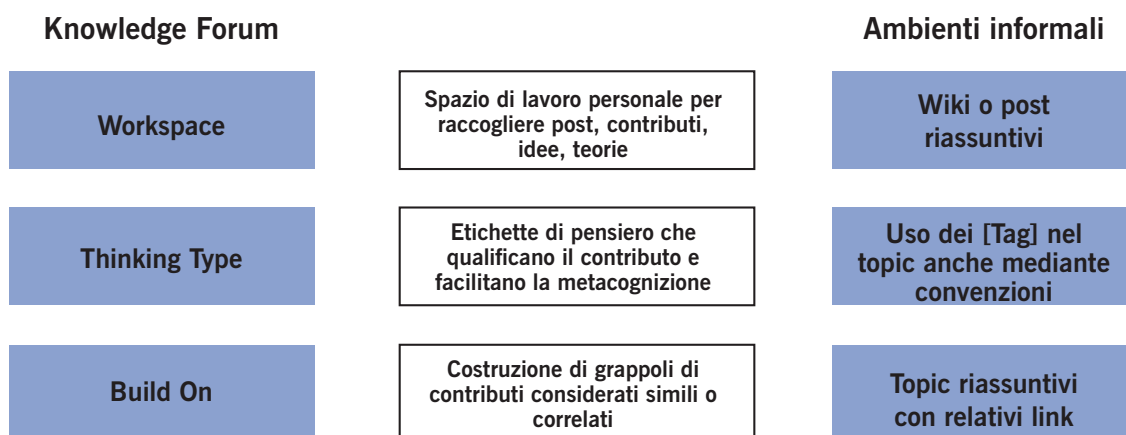 Knowledge Forum
Ambienti informali
Workspace
Spazio di lavoro personale per
raccogliere post, contributi,
idee, teorie
Wiki o post
riassuntivi
Thinking Type
Etichette di pensiero che
qualificano il contributo e
facilitano la metacognizione
Uso dei [Tag] nel
topic anche mediante
convenzioni
Build On
Costruzione di grappoli di
contributi considerati simili o
correlati
Topic riassuntivi
con relativi link